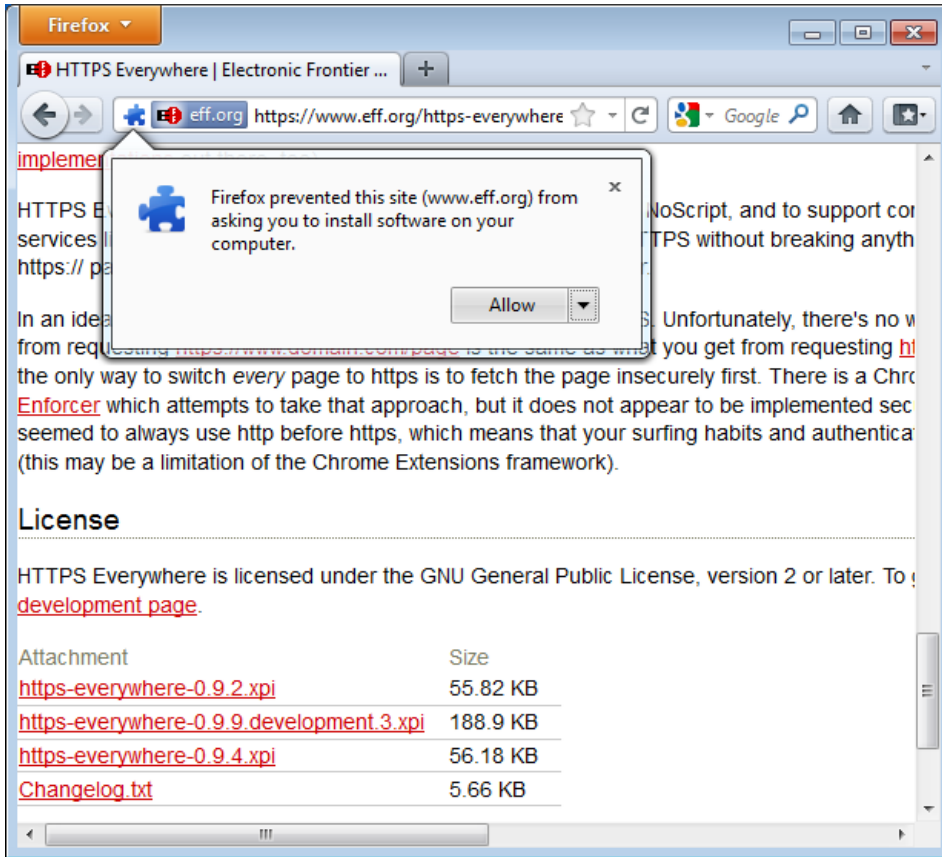 Firefox
HTTPS Everywhere | Electronic Frontier ...
eff.org https://www.eff.org/https-everywhere Google
Firefox prevented this site (www.eff.org) from
asking you to install software on your
computer.
Allow
HTTPS E NoScript, and to support
services TTPS without breaking
https://
In an Unfortunately, there's no
from requesting https://www.domain.com/page is the same as what you get from requesting
the only way to switch every page to https is to fetch the page insecurely first. There is a
Enforcer which attempts to take that approach, but it does not appear to be implemented
seemed to always use http before https, which means that your surfing habits and
(this may be a limitation of the Chrome Extensions framework).
License
HTTPS Everywhere is licensed under the GNU General Public License, version 2 or later. To
development page.
Attachment Size
https-everywhere-0.9.2.xpi 55.82 KB
https-everywhere-0.9.9.development.3.xpi 188.9 KB
https-everywhere-0.9.4.xpi 56.18 KB
Changelog.txt 5.66 KB